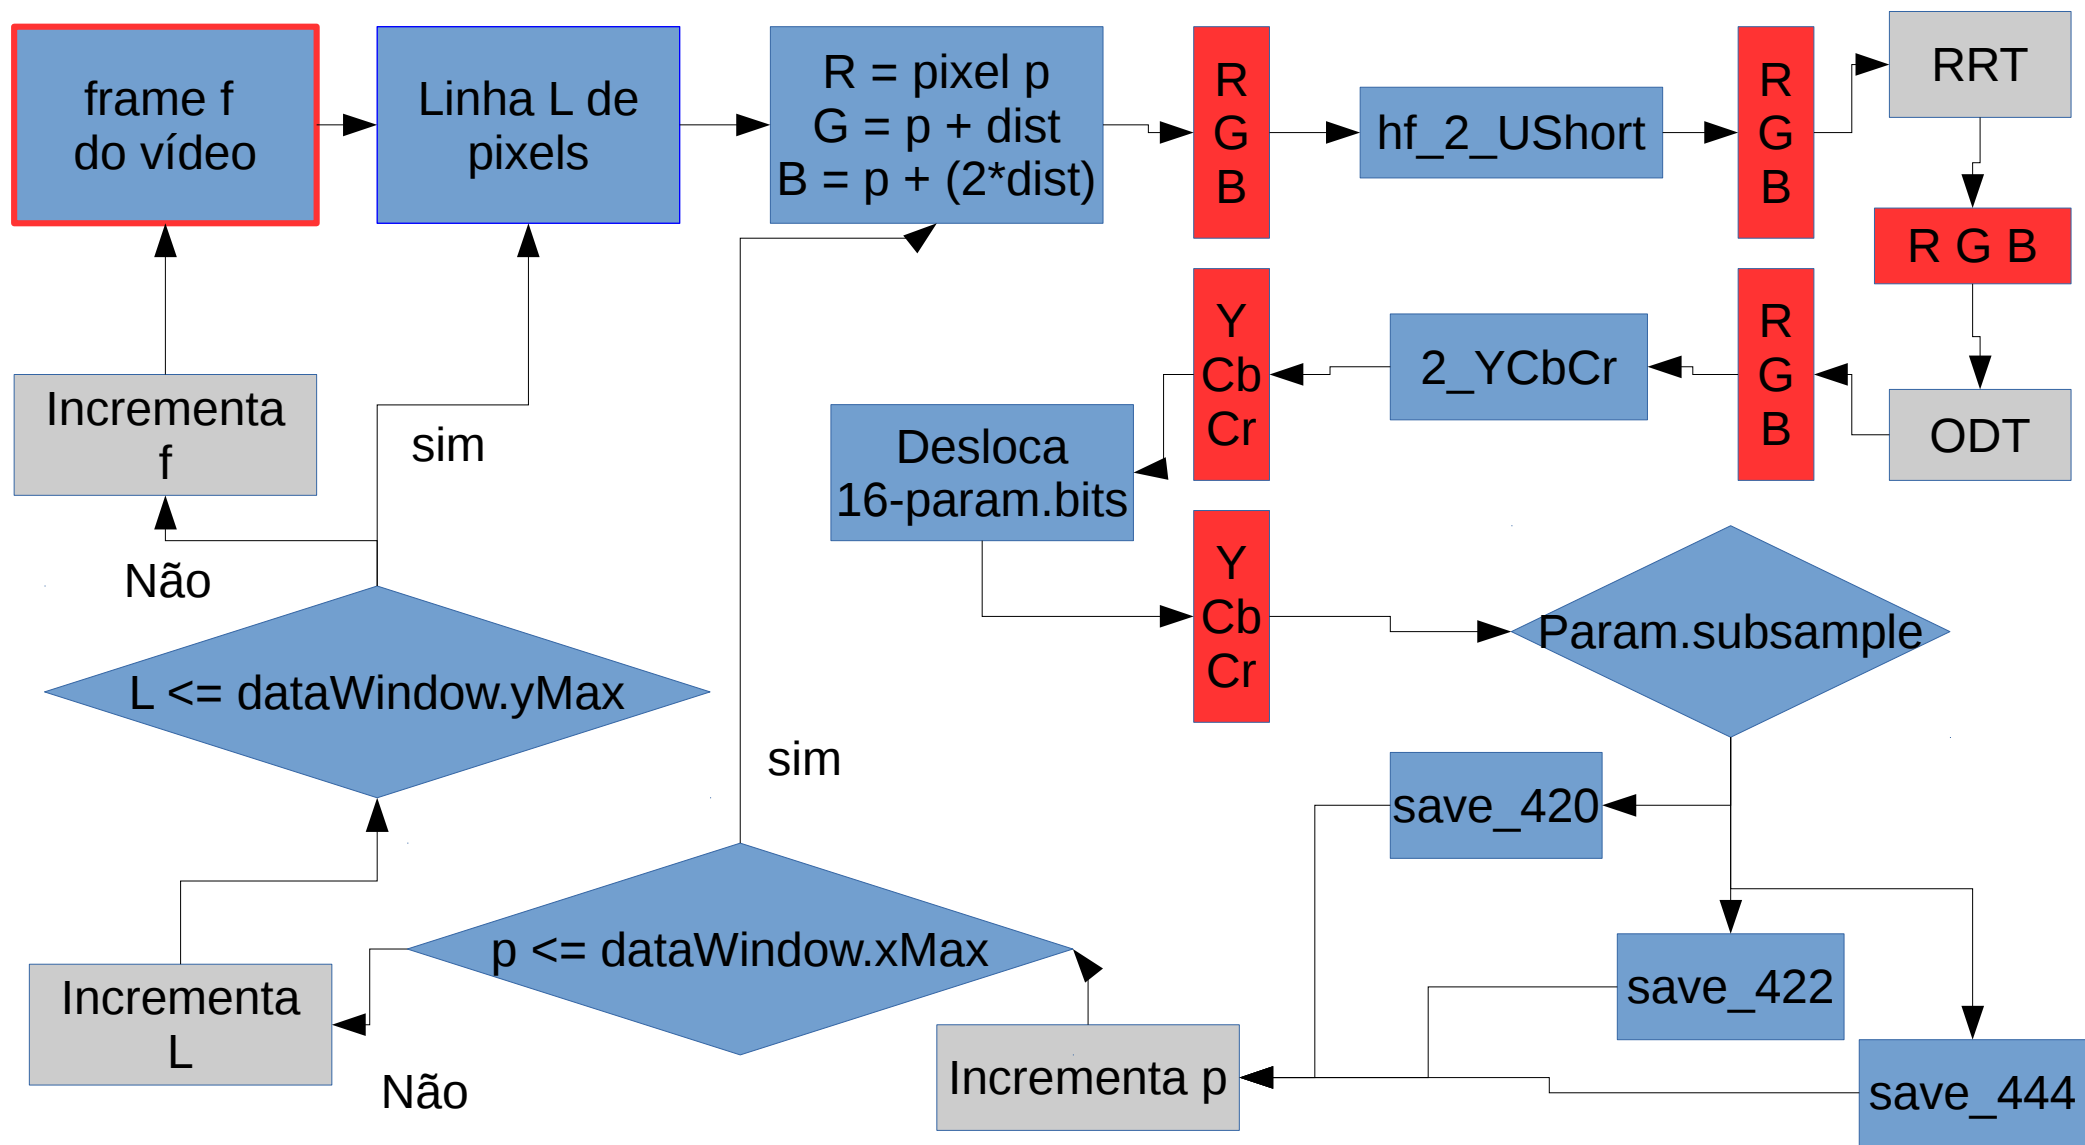 frame f
do vídeo
Linha L de
pixels
R = pixel p
G = p + dist
B = p + (2*dist)
R
G
B
hf_2_UShort
R
G
B
RRT
R G B
ODT
R
G
B
2_YCbCr
Y
Cb
Cr
Desloca
16-param.bits
Y
Cb
Cr
Param.subsample
save_420
save_422
save_444
Incrementa p
p <= dataWindow.xMax
sim
Não
Incrementa
L
L <= dataWindow.yMax
sim
Não
Incrementa
f